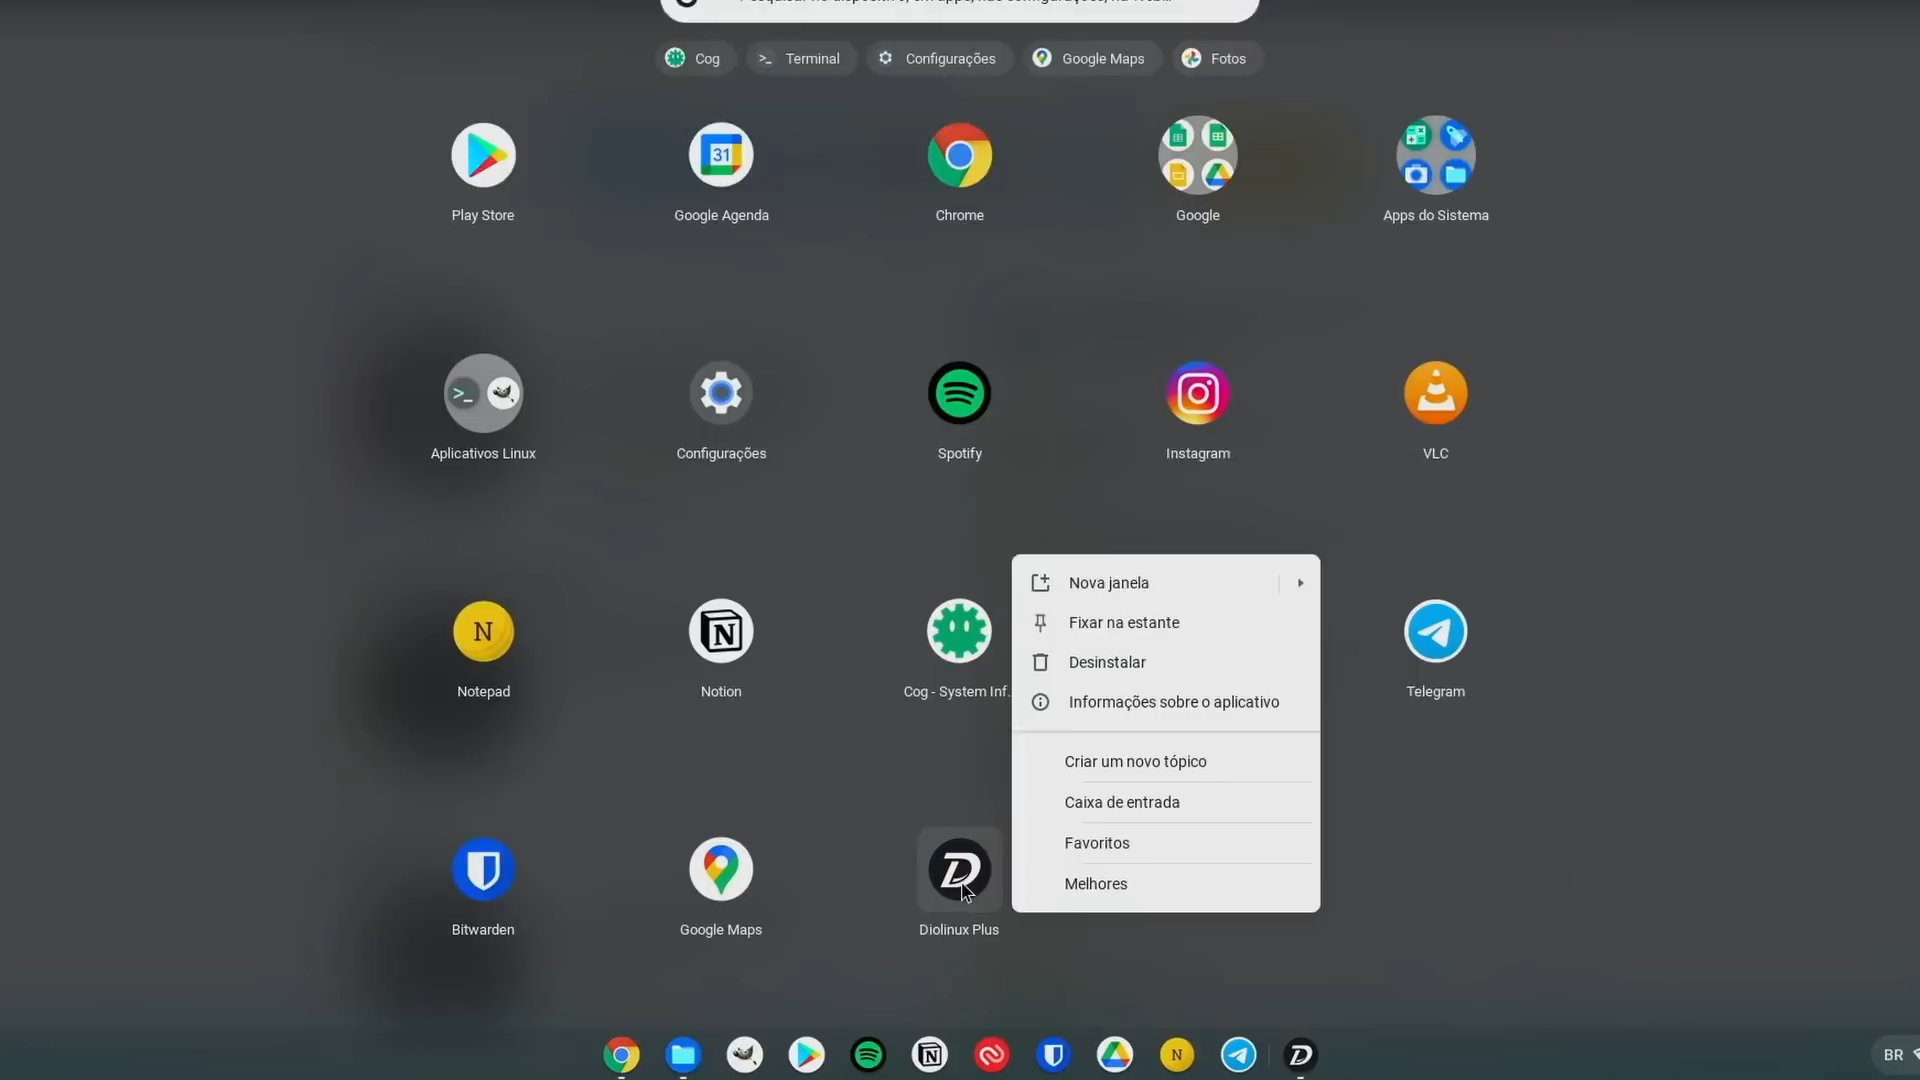 Cog
Terminal
Configurações
Google Maps
Fotos
31
Play Store
Google Agenda
Chrome
Google
Apps do Sistema
>_
Aplicativos Linux
Configurações
Spotify
Instagram
VLC
Nova janela
Fixar na estante
Desinstalar
Informações sobre o aplicativo
N
Notepad
Notion
Cog - System Inf.
Telegram
Criar um novo tópico
Caixa de entrada
Favoritos
Melhores
D
Bitwarden
Google Maps
Diolinux Plus
BR